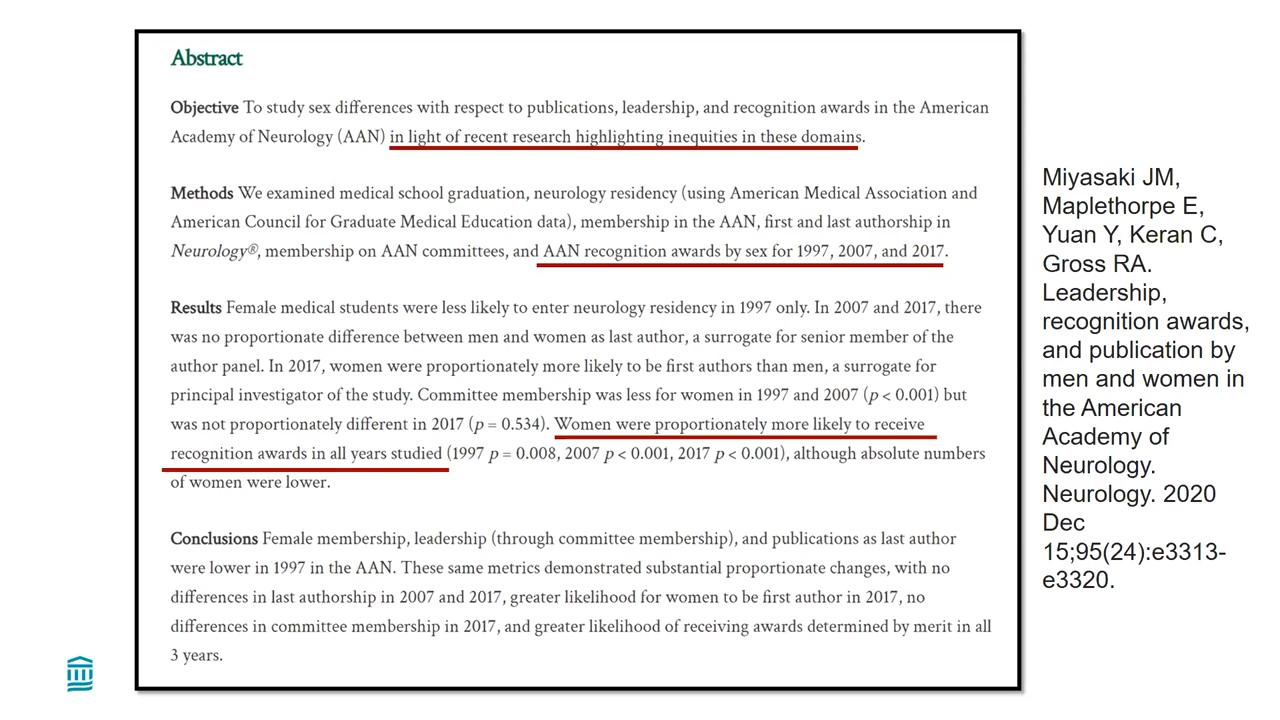 Abstract
Objective To study sex differences with respect to publications, leadership, and recognition awards in the American
Academy of Neurology (AAN) in light of recent research highlighting inequities in these domains.
Methods We examined medical school graduation, neurology residency (using American Medical Association and
American Council for Graduate Medical Education data), membership in the AAN, first and last authorship in
Neurology®, membership on AAN committees, and AAN recognition awards by sex for 1997, 2007, and 2017.
Results Female medical students were less likely to enter neurology residency in 1997 only. In 2007 and 2017, there
was no proportionate difference between men and women as last author, a surrogate for senior member of the
author panel. In 2017, women were proportionately more likely to be first authors than men, a surrogate for
principal investigator of the study. Committee membership was less for women in 1997 and 2007 (p < 0.001) but
was not proportionately different in 2017 (p = 0.534). Women were proportionately more likely to receive
recognition awards in all years studied (1997 p = 0.008, 2007 p < 0.001, 2017 p < 0.001), although absolute numbers
of women were lower.
Conclusions Female membership, leadership (through committee membership), and publications as last author
were lower in 1997 in the AAN. These same metrics demonstrated substantial proportionate changes, with no
differences in last authorship in 2007 and 2017, greater likelihood for women to be first author in 2017, no
differences in committee membership in 2017, and greater likelihood of receiving awards determined by merit in all
3 years.
Miyasaki JM,
Maplethorpe E,
Yuan Y, Keran C,
Gross RA.
Leadership,
recognition awards,
and publication by
men and women in
the American
Academy of
Neurology.
Neurology. 2020
Dec
15;95(24):e3313-
e3320.